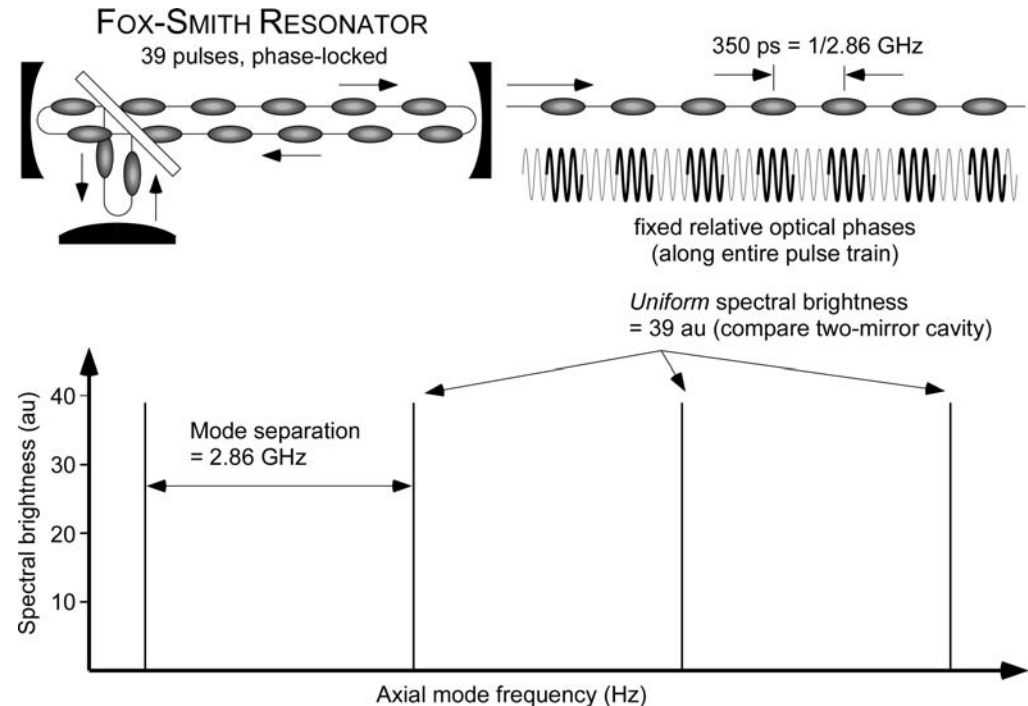 FOX-SMITH RESONATOR
39 pulses, phase-locked
350 ps = 1/2.86 GHz
fixed relative optical phases
(along entire pulse train)
Uniform spectral brightness
= 39 au (compare two-mirror cavity)
Mode separation
= 2.86 GHz
Spectral brightness (au)
40
30
20
10
Axial mode frequency (Hz)